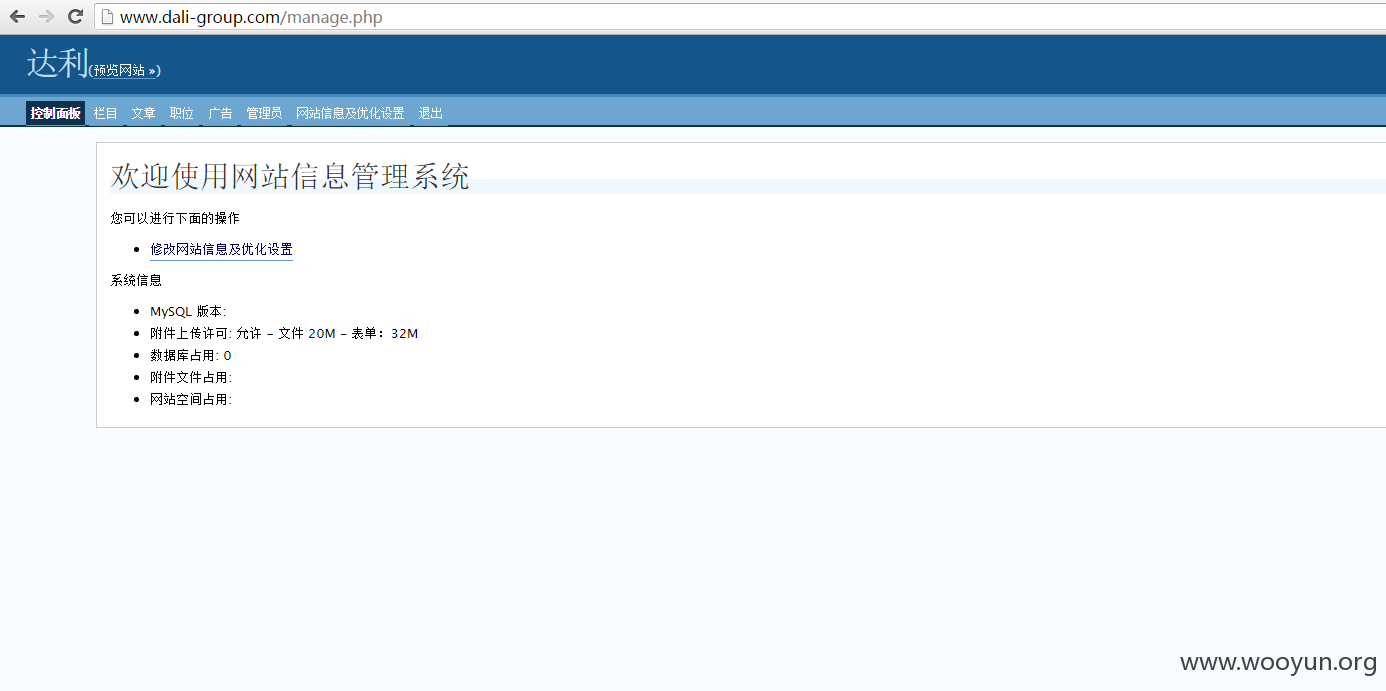 www.dali-group.com/manage.php
达利(预览网站 »)
控制面板 栏目 文章 职位 广告 管理员 网站信息及优化设置 退出
欢迎使用网站信息管理系统
您可以进行下面的操作
修改网站信息及优化设置
系统信息
MySQL 版本:
附件上传许可: 允许 - 文件 20M - 表单：32M
数据库占用: 0
附件文件占用:
网站空间占用:
www.wooyun.org